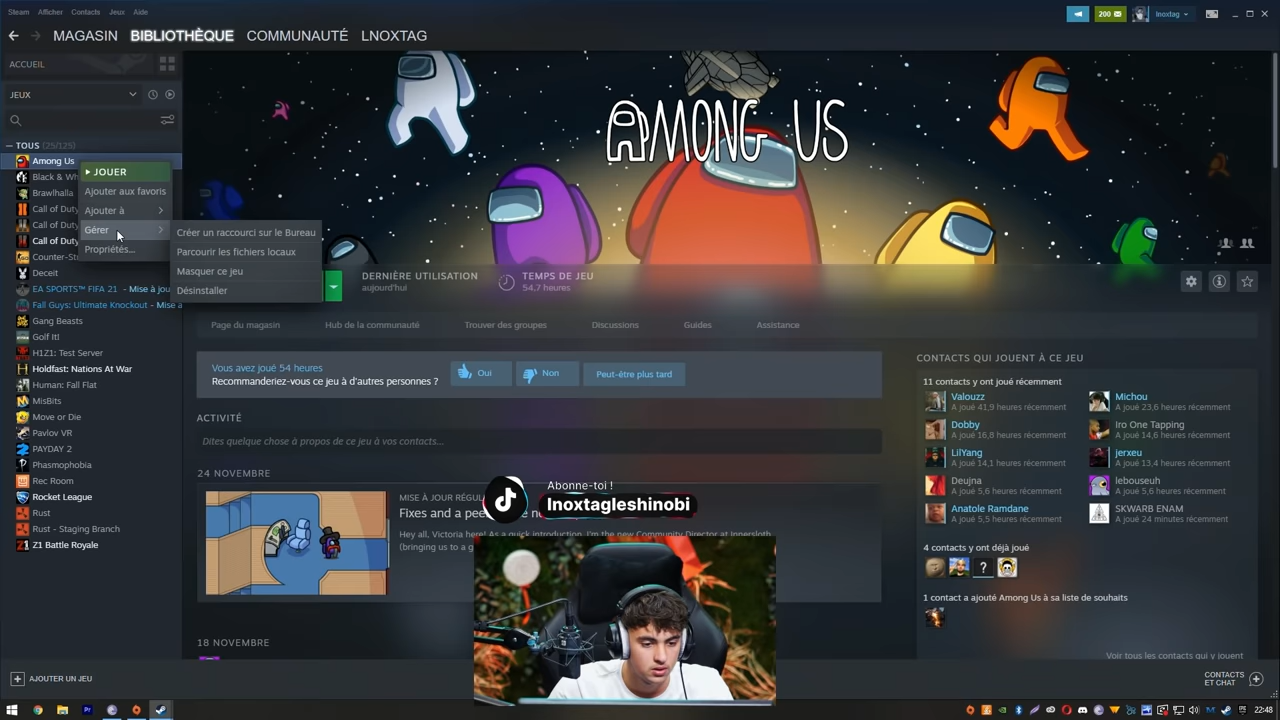 Steam Afficher Contacts Jeux Aide
200
Inoxtag
MAGASIN BIBLIOTHÈQUE COMMUNAUTÉ LNOXTAG
ACCUEIL
JEUX
TOUS (25/125)
Among Us
Black & Wh
Brawlhalla
Call of Duty
Call of Duty
Call of Duty
Counter-St
Deceit
EA SPORTS™ FIFA 21 - Mise à jou
Fall Guys: Ultimate Knockout - Mise a
Gang Beasts
Golf It!
H1Z1: Test Server
Holdfast: Nations At War
Human: Fall Flat
MisBits
Move or Die
Pavlov VR
PAYDAY 2
Phasmophobia
Rec Room
Rocket League
Rust
Rust - Staging Branch
Z1 Battle Royale
JOUER
Ajouter aux favoris
Ajouter à
Gérer
Propriétés...
Créer un raccourci sur le Bureau
Parcourir les fichiers locaux
Masquer ce jeu
Désinstaller
AMONG US
DERNIÈRE UTILISATION
aujourd'hui
TEMPS DE JEU
54,7 heures
Page du magasin Hub de la communauté Trouver des groupes Discussions Guides Assistance
Vous avez joué 54 heures
Recommanderiez-vous ce jeu à d'autres personnes ?
Oui
Non
Peut-être plus tard
ACTIVITÉ
Dites quelque chose à propos de ce jeu à vos contacts...
24 NOVEMBRE
MISE À JOUR RÉGUL
Fixes and a pee
Hey all, Victoria here! As a quick introduction, I'm the new Community Director at Innersloth
(bringing us to a g
18 NOVEMBRE
Abonne-toi !
Inoxtagleshinobi
CONTACTS QUI JOUENT À CE JEU
11 contacts y ont joué récemment
Valouzz
A joué 41,9 heures récemment
Michou
A joué 23,6 heures récemment
Dobby
A joué 16,8 heures récemment
Iro One Tapping
A joué 14,6 heures récemment
LilYang
A joué 14,1 heures récemment
jerxeu
A joué 13,4 heures récemment
Deujna
A joué 5,6 heures récemment
lebouseuh
A joué 5,6 heures récemment
Anatole Ramdane
A joué 5,5 heures récemment
SKWARB ENAM
A joué 24 minutes récemment
4 contacts y ont déjà joué
?
1 contact a ajouté Among Us à sa liste de souhaits
Voir tous les contacts qui y jouent
AJOUTER UN JEU
CONTACTS
ET CHAT
22:48